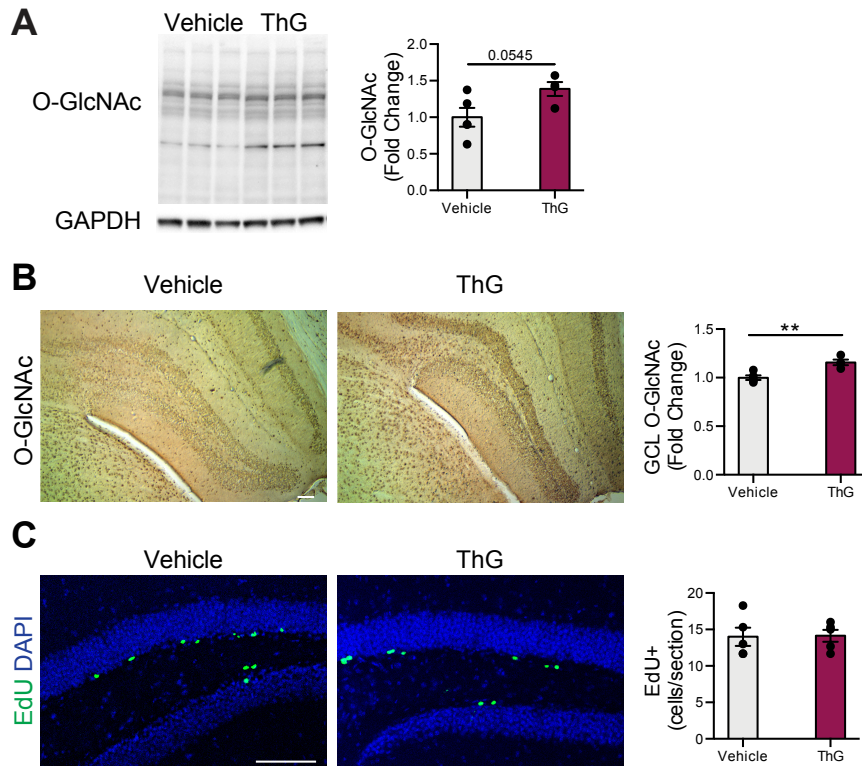 A
Vehicle ThG
O-GlcNAc
GAPDH
O-GlcNAc
(Fold Change)
2.0
1.5
1.0
0.5
0.0
0.0545
Vehicle ThG
B
Vehicle ThG
O-GlcNAc
GCL O-GlcNAc
(Fold Change)
1.5
1.0
0.5
0.0
**
Vehicle ThG
C
Vehicle ThG
EdU DAPI
EdU+
(cells/section)
20
15
10
5
0
Vehicle ThG